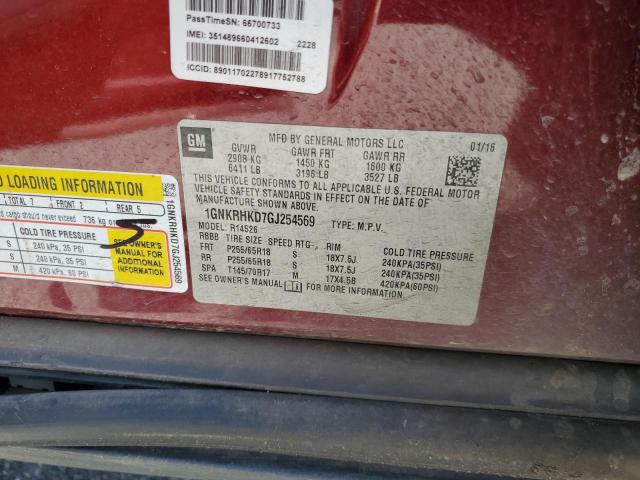 PassTimeSN: 66700733
IMEI: 351489660412602 2228
ICCID: 89011702278917752788
GM
MFD BY GENERAL MOTORS LLC 01/16
GVWR GAWR FRT GAWR RR
2908 KG 1450 KG 1600 KG
6411 LB 3196 LB 3527 LB
THIS VEHICLE CONFORMS TO ALL APPLICABLE U.S. FEDERAL MOTOR
VEHICLE SAFETY STANDARDS IN EFFECT ON THE DATE OF
MANUFACTURE SHOWN ABOVE.
1GNKRHKD7GJ254569 TYPE: M.P.V.
MODEL: R14526
RBBB TIRE SIZE SPEED RTG RIM COLD TIRE PRESSURE
FRT P255/65R18 S 18X7.5J 240KPA(35PSI)
RR P255/65R18 S 18X7.5J 240KPA(35PSI)
SPA T145/70R17 M 17X4.5B 420KPA(60PSI)
SEE OWNER'S MANUAL FOR MORE INFORMATION.
LOADING INFORMATION
TOTAL 7 FRONT 2 REAR 5
cargo should never exceed 736 kg
COLD TIRE PRESSURE
S 240 kPa, 35 PSI
S 240 kPa, 35 PSI
M 420 kPa, 60 PSI
5
SEE OWNER'S
MANUAL FOR
ADDITIONAL
INFORMATION
1GNKRHKD7GJ254569